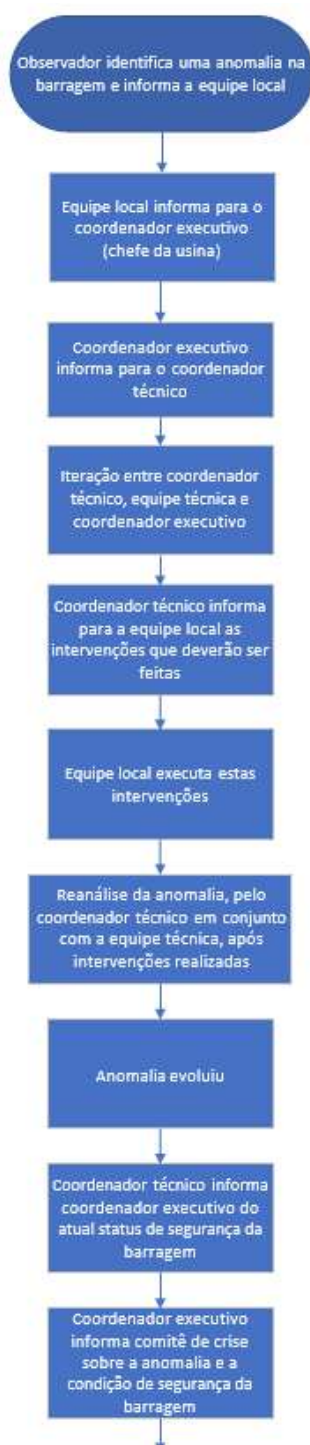 Observador identifica uma anomalia na
barragem e informa a equipe local
Equipe local informa para o
coordenador executivo
(chefe da usina)
Coordenador executivo
informa para o coordenador
técnico
Iteração entre coordenador
técnico, equipe técnica e
coordenador executivo
Coordenador técnico informa
para a equipe local as
intervenções que deverão ser
feitas
Equipe local executa estas
intervenções
Reanálise da anomalia, pelo
coordenador técnico em conjunto
com a equipe técnica, após
intervenções realizadas
Anomalia evoluiu
Coordenador técnico informa
coordenador executivo do
atual status de segurança da
barragem
Coordenador executivo
informa comitê de crise
sobre a anomalia e a
condição de segurança da
barragem